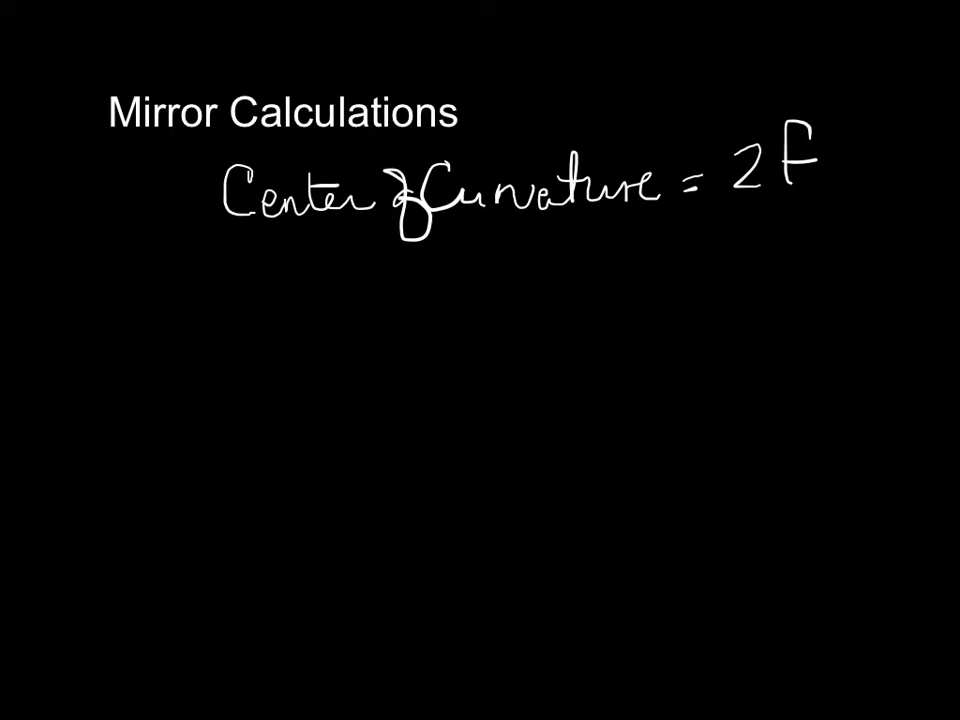 Mirror Calculations
Center of Curvature = 2F